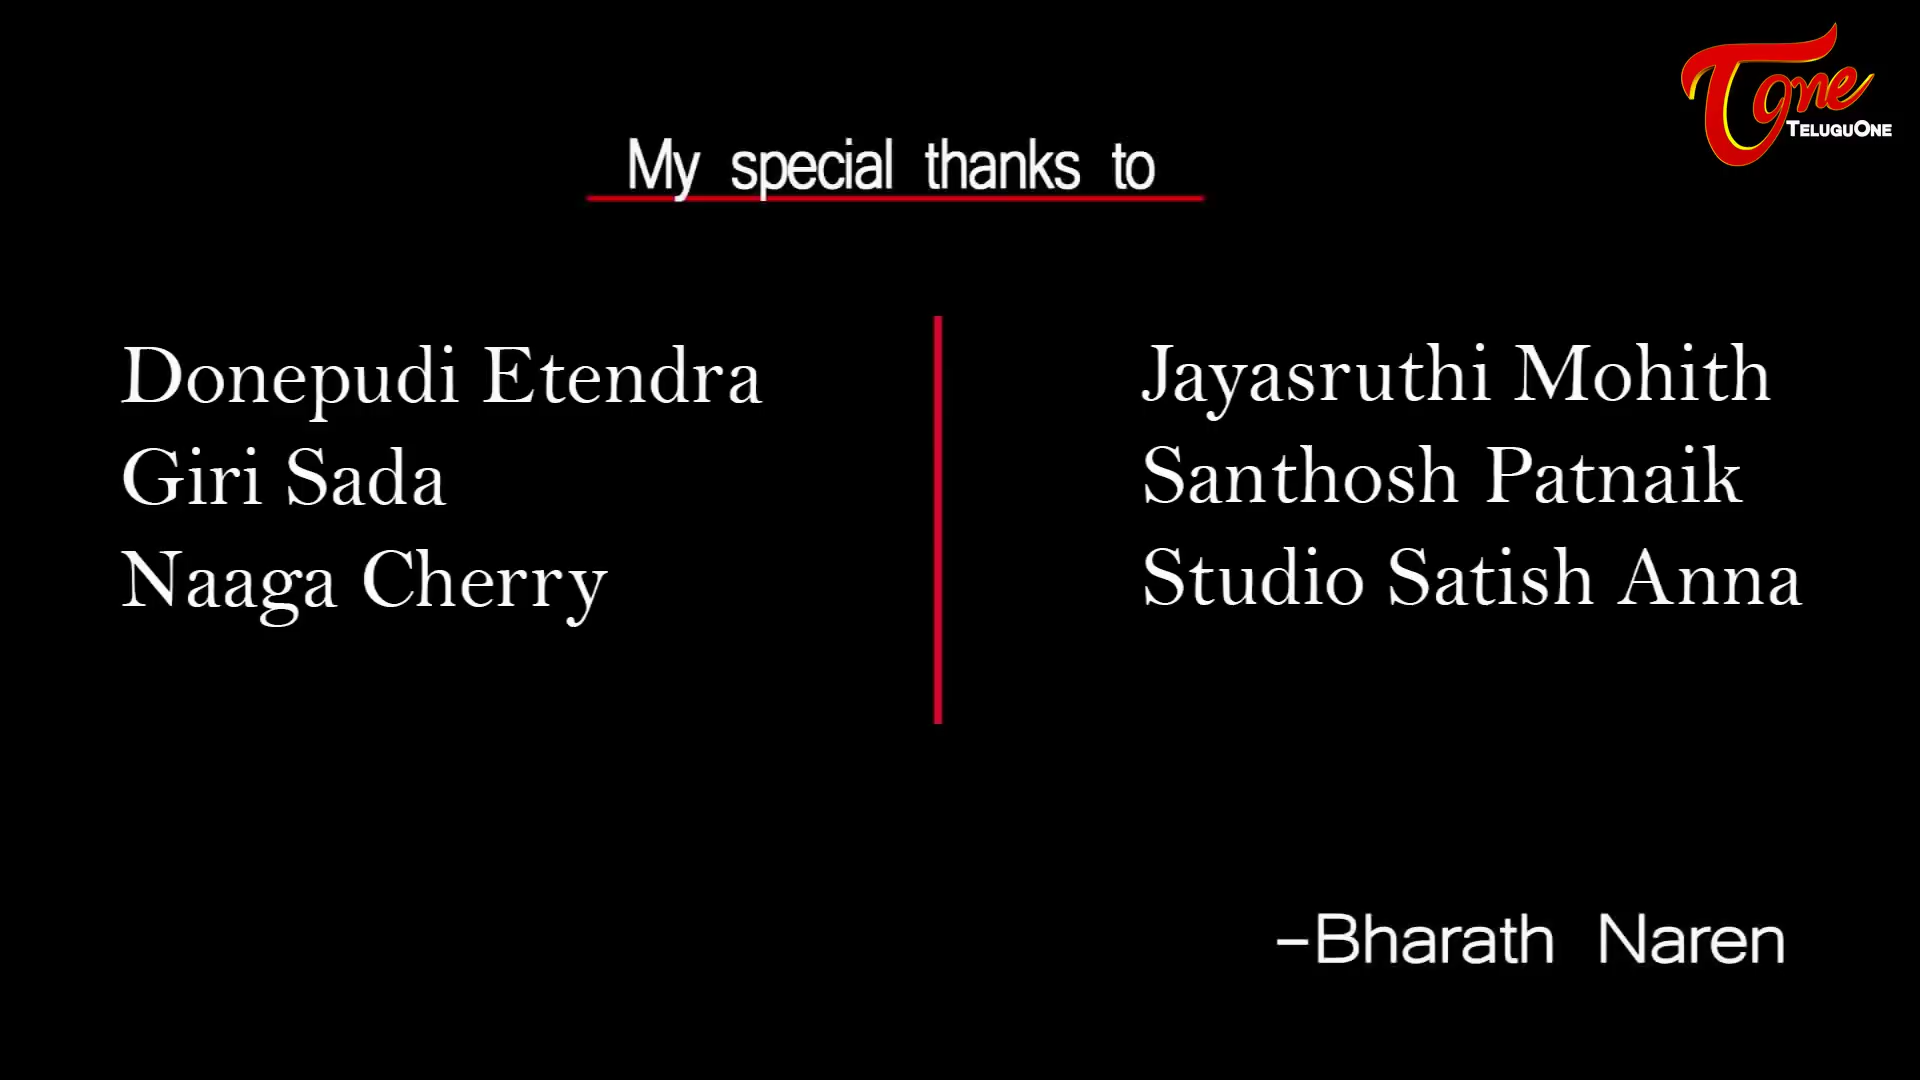 Tone
TELUGUONE
My special thanks to
Donepudi Etendra
Giri Sada
Naaga Cherry
Jayasruthi Mohith
Santhosh Patnaik
Studio Satish Anna
-Bharath Naren